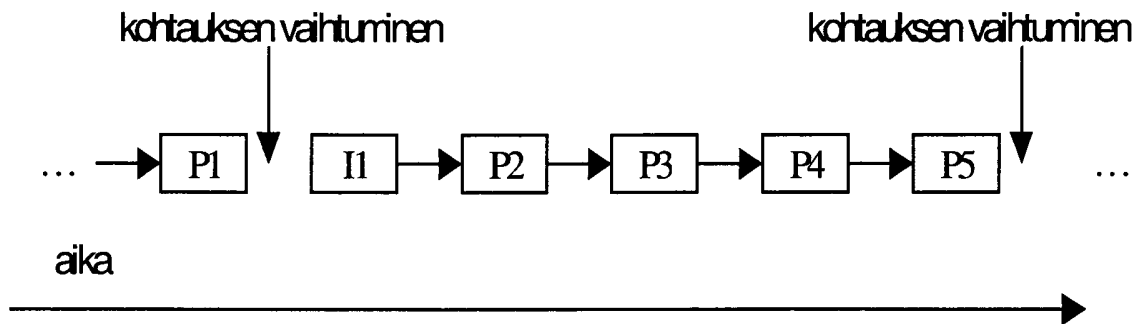 kohtauksen vaihtuminen kohtauksen vaihtuminen
... P1 I1 P2 P3 P4 P5 ...
aika